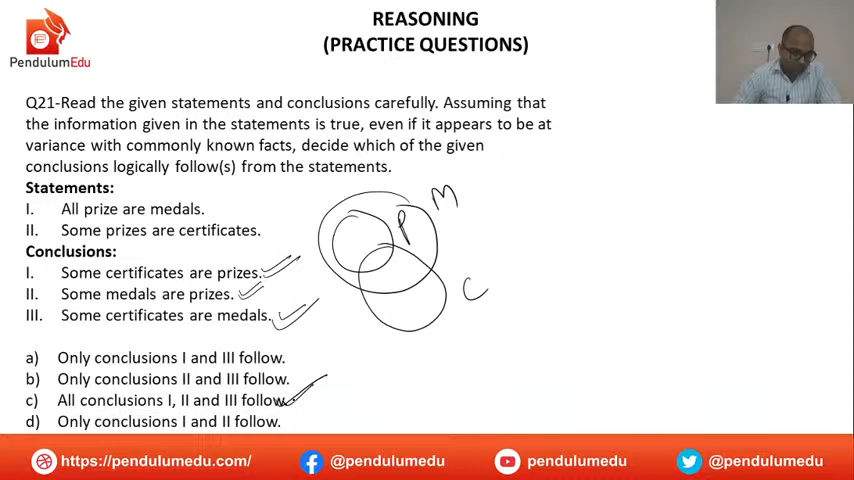 REASONING
(PRACTICE QUESTIONS)
PendulumEdu
Q21-Read the given statements and conclusions carefully. Assuming that
the information given in the statements is true, even if it appears to be at
variance with commonly known facts, decide which of the given
conclusions logically follow(s) from the statements.
Statements:
I. All prize are medals.
II. Some prizes are certificates.
Conclusions:
I. Some certificates are prizes.
II. Some medals are prizes.
III. Some certificates are medals.
P
M
C
a) Only conclusions I and III follow.
b) Only conclusions II and III follow.
c) All conclusions I, II and III follow.
d) Only conclusions I and II follow.
https://pendulumedu.com/
@pendulumedu
pendulumedu
@pendulumedu